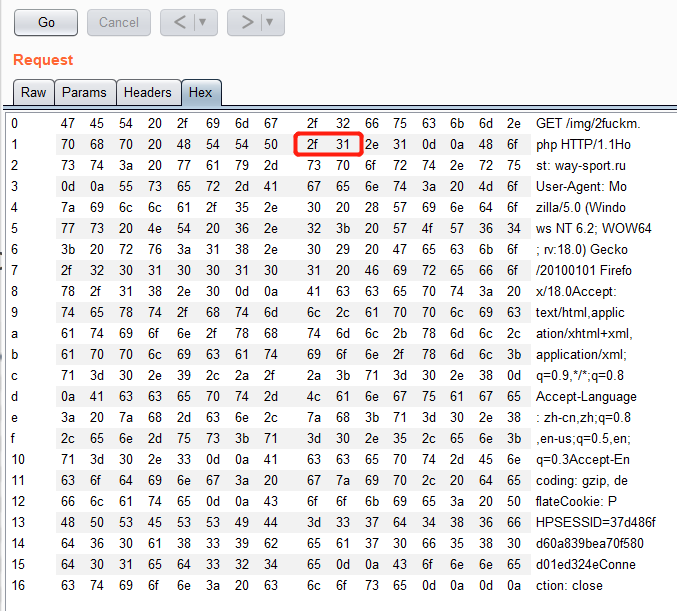 Go Cancel < ▼ > ▼
Request
Raw Params Headers Hex
0 47 45 54 20 2f 69 6d 67 2f 32 66 75 63 6b 6d 2e GET /img/2fuckm.
1 70 68 70 20 48 54 54 50 2f 31 2e 31 0d 0a 48 6f php HTTP/1.1Ho
2 73 74 3a 20 77 61 79 2d 73 70 6f 72 74 2e 72 75 st: way-sport.ru
3 0d 0a 55 73 65 72 2d 41 67 65 6e 74 3a 20 4d 6f User-Agent: Mo
4 7a 69 6c 6c 61 2f 35 2e 30 20 28 57 69 6e 64 6f zilla/5.0 (Windo
5 77 73 20 4e 54 20 36 2e 32 3b 20 57 4f 57 36 34 ws NT 6.2; WOW64
6 3b 20 72 76 3a 31 38 2e 30 29 20 47 65 63 6b 6f ; rv:18.0) Gecko
7 2f 32 30 31 30 30 31 30 31 20 46 69 72 65 66 6f /20100101 Firefo
8 78 2f 31 38 2e 30 0d 0a 41 63 63 65 70 74 3a 20 x/18.0Accept:
9 74 65 78 74 2f 68 74 6d 6c 2c 61 70 70 6c 69 63 text/html,applic
a 61 74 69 6f 6e 2f 78 68 74 6d 6c 2c 2b 78 6d 6c 2c ation/xhtml+xml,
b 61 70 70 6c 69 63 61 74 69 6f 6e 2f 78 6d 6c 3b application/xml;
c 71 3d 30 2e 39 2c 2a 2f 2a 3b 71 3d 30 2e 38 0d q=0.9,*/*;q=0.8
d 0a 41 63 63 65 70 74 2d 4c 61 6e 67 75 61 67 65 Accept-Language
e 3a 20 7a 68 2d 63 6e 2c 7a 68 3b 71 3d 30 2e 38 : zh-cn,zh;q=0.8
f 2c 65 6e 2d 75 73 3b 71 3d 30 2e 35 2c 65 6e 3b ,en-us;q=0.5,en;
10 71 3d 30 2e 33 0d 0a 41 63 63 65 70 74 2d 45 6e q=0.3Accept-En
11 63 6f 64 69 6e 67 3a 20 67 7a 69 70 2c 20 64 65 coding: gzip, de
12 66 6c 61 74 65 0d 0a 43 6f 6f 6b 69 65 3a 20 50 flateCookie: P
13 48 50 53 45 53 53 49 44 3d 33 37 64 34 38 36 66 HPSESSID=37d486f
14 64 36 30 61 38 33 39 62 65 61 37 30 66 35 38 30 d60a839bea70f580
15 64 30 31 65 64 33 32 34 65 0d 0a 43 6f 6e 6e 65 d01ed324eConne
16 63 74 69 6f 6e 3a 20 63 6c 6f 73 65 0d 0a 0d 0a ction: close